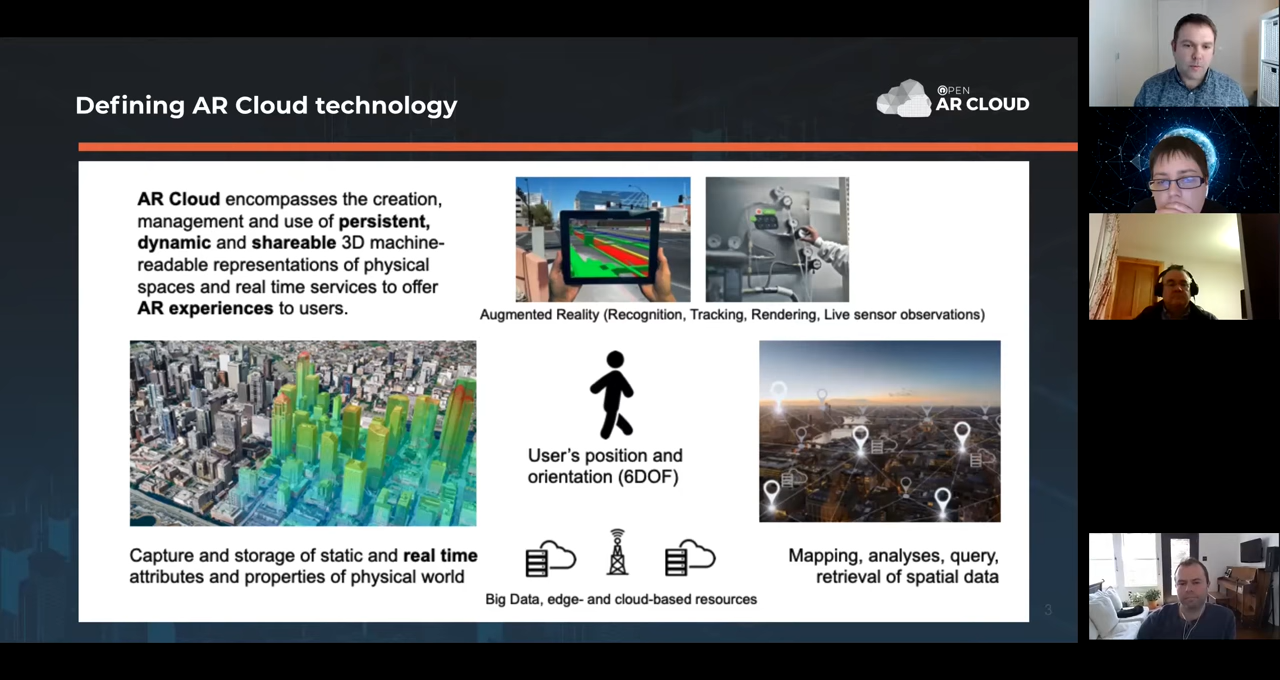 Defining AR Cloud technology
OPEN
AR CLOUD
AR Cloud encompasses the creation,
management and use of persistent,
dynamic and shareable 3D machine-
readable representations of physical
spaces and real time services to offer
AR experiences to users.
Augmented Reality (Recognition, Tracking, Rendering, Live sensor observations)
User's position and
orientation (6DOF)
Capture and storage of static and real time
attributes and properties of physical world
Mapping, analyses, query,
retrieval of spatial data
Big Data, edge- and cloud-based resources
3